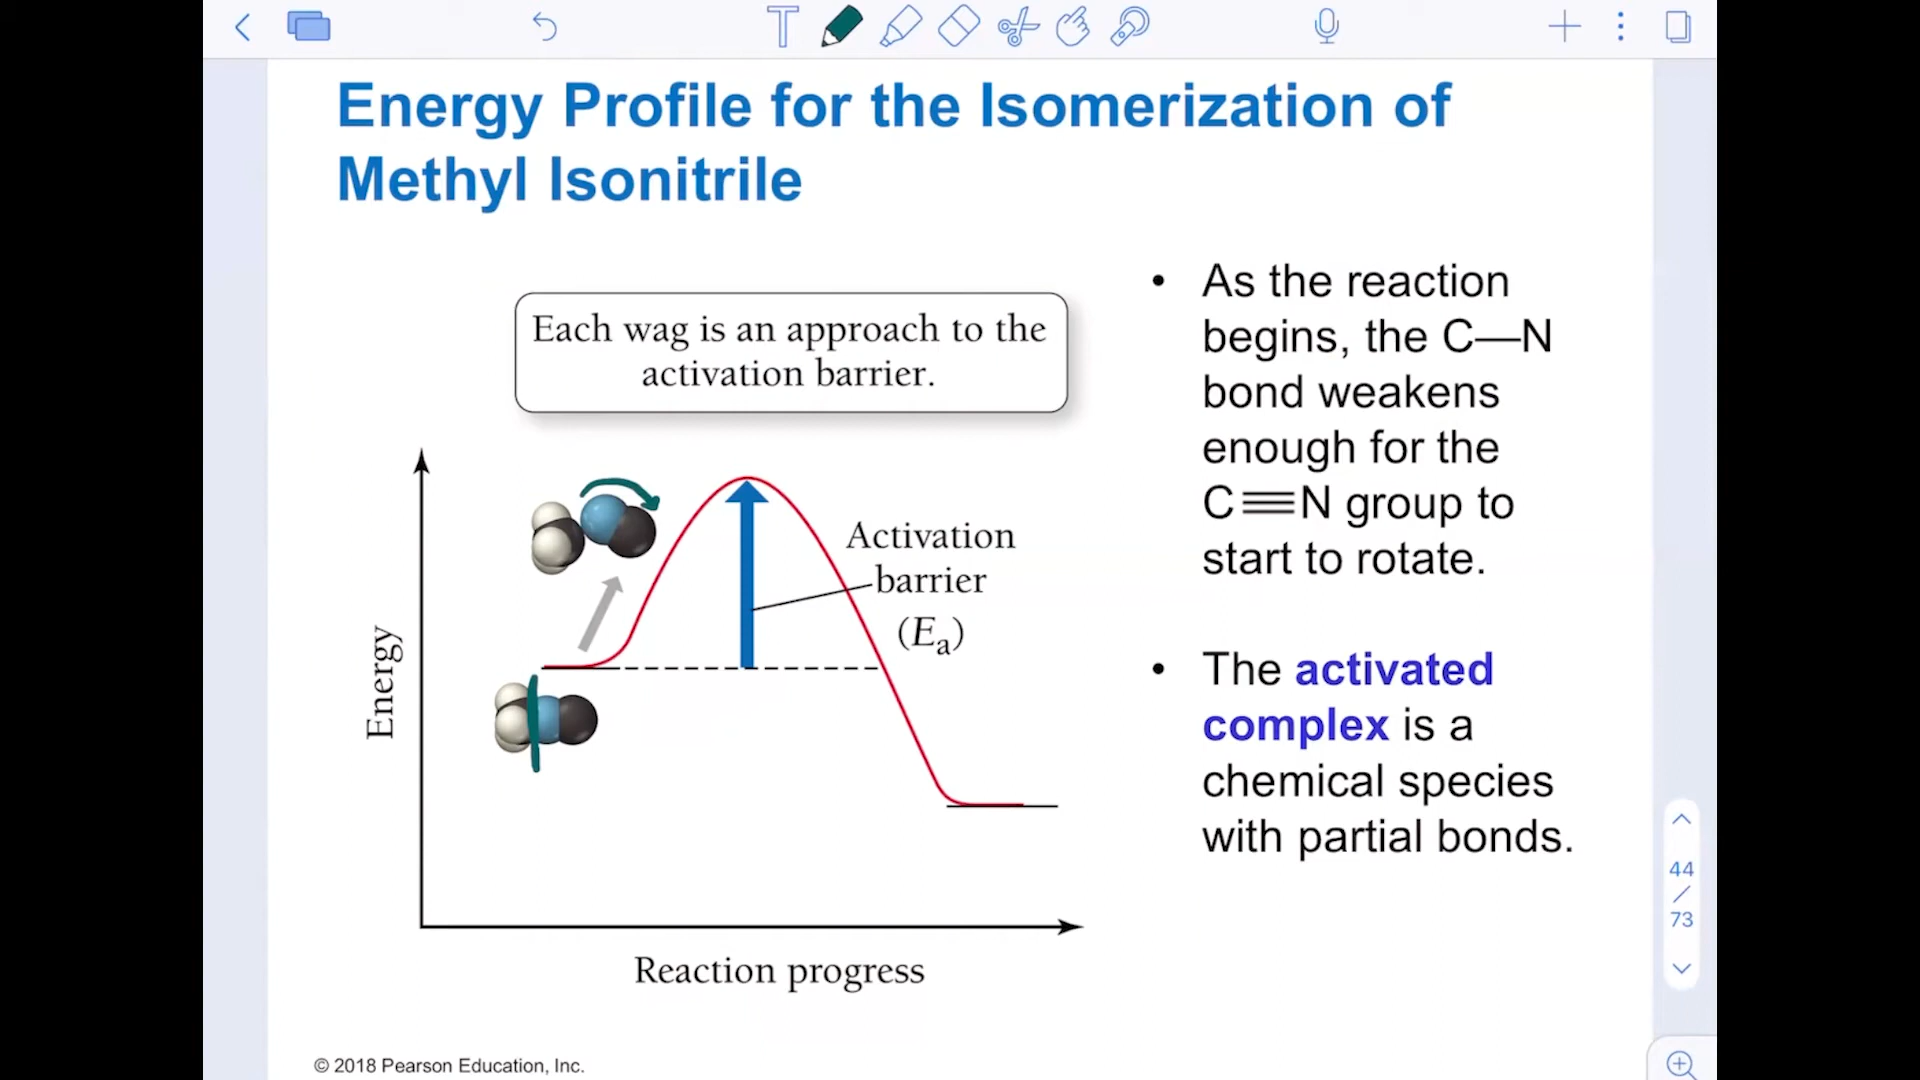 T
Energy Profile for the Isomerization of
Methyl Isonitrile
Each wag is an approach to the
activation barrier.
Activation
barrier
(Ea)
Energy
Reaction progress
• As the reaction
begins, the C—N
bond weakens
enough for the
C≡N group to
start to rotate.
• The activated
complex is a
chemical species
with partial bonds.
44
/
73
© 2018 Pearson Education, Inc.